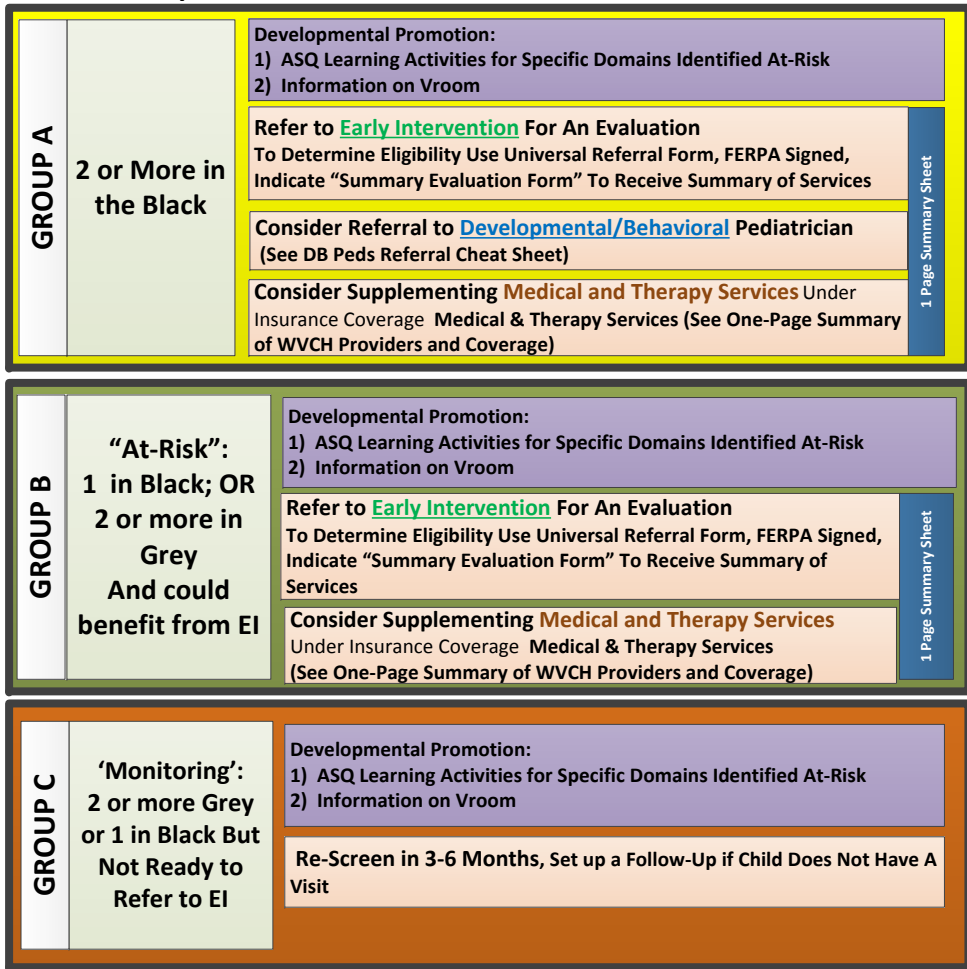 GROUP A
2 or More in
the Black
Developmental Promotion:
1) ASQ Learning Activities for Specific Domains Identified At-Risk
2) Information on Vroom
Refer to Early Intervention For An Evaluation
To Determine Eligibility Use Universal Referral Form, FERPA Signed,
Indicate “Summary Evaluation Form” To Receive Summary of Services
Consider Referral to Developmental/Behavioral Pediatrician
(See DB Peds Referral Cheat Sheet)
Consider Supplementing Medical and Therapy Services Under
Insurance Coverage Medical & Therapy Services (See One-Page Summary
of WVCH Providers and Coverage)
1 Page Summary Sheet
GROUP B
“At-Risk”:
1 in Black; OR
2 or more in
Grey
And could
benefit from EI
Developmental Promotion:
1) ASQ Learning Activities for Specific Domains Identified At-Risk
2) Information on Vroom
Refer to Early Intervention For An Evaluation
To Determine Eligibility Use Universal Referral Form, FERPA Signed,
Indicate “Summary Evaluation Form” To Receive Summary of
Services
Consider Supplementing Medical and Therapy Services
Under Insurance Coverage Medical & Therapy Services
(See One-Page Summary of WVCH Providers and Coverage)
1 Page Summary Sheet
GROUP C
‘Monitoring’:
2 or more Grey
or 1 in Black But
Not Ready to
Refer to EI
Developmental Promotion:
1) ASQ Learning Activities for Specific Domains Identified At-Risk
2) Information on Vroom
Re-Screen in 3-6 Months, Set up a Follow-Up if Child Does Not Have A
Visit